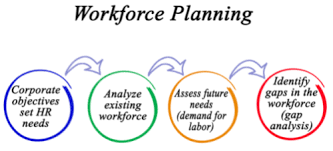 Workforce Planning
Corporate
objectives
set HR
needs
Analyze
existing
workforce
Assess future
needs
(demand for
labor)
Identify
gaps in the
workforce
(gap
analysis)